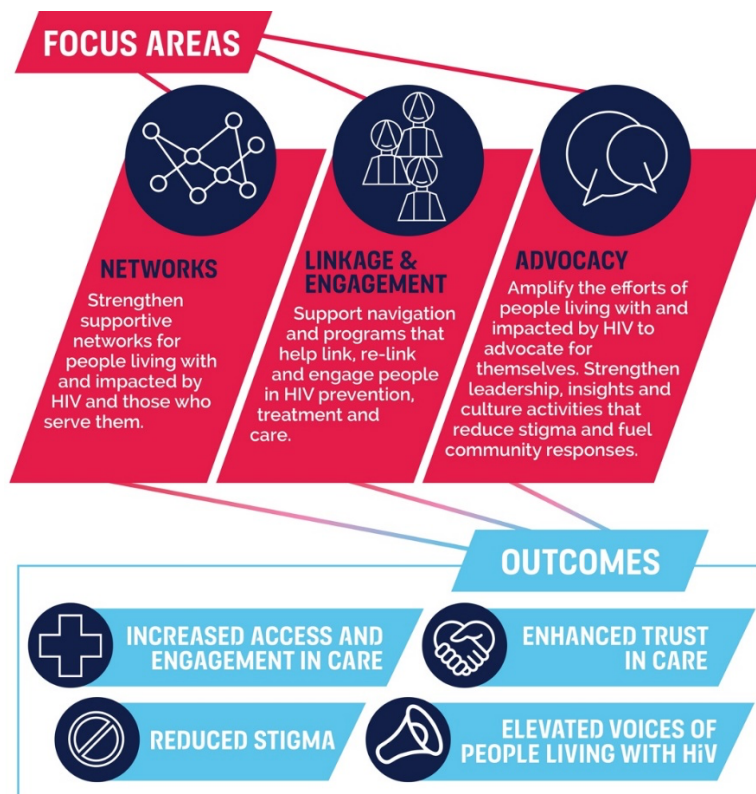 FOCUS AREAS
NETWORKS
Strengthen
supportive
networks for
people living with
and impacted by
HIV and those who
serve them.
LINKAGE &
ENGAGEMENT
Support navigation
and programs that
help link, re-link
and engage people
in HIV prevention,
treatment and
care.
ADVOCACY
Amplify the efforts of
people living with and
impacted by HIV to
advocate for
themselves. Strengthen
leadership, insights and
culture activities that
reduce stigma and fuel
community responses.
OUTCOMES
INCREASED ACCESS AND
ENGAGEMENT IN CARE
ENHANCED TRUST
IN CARE
REDUCED STIGMA
ELEVATED VOICES OF
PEOPLE LIVING WITH HiV